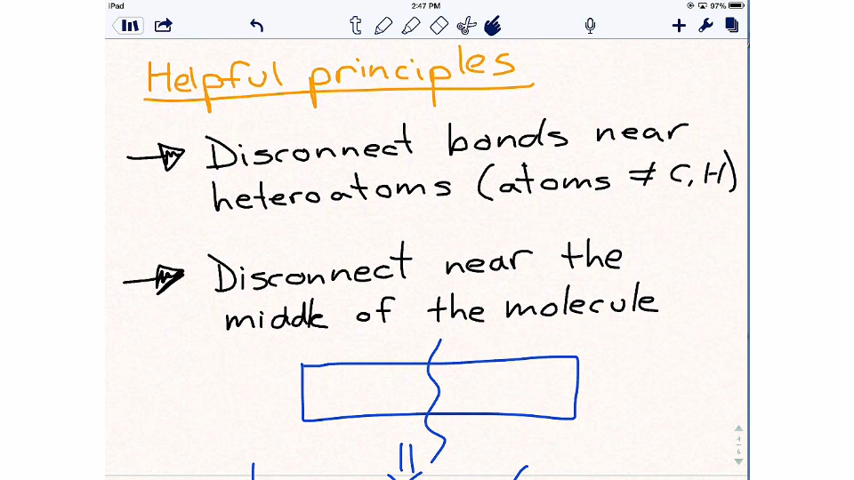 iPad
2:47 PM
97%
t
Helpful principles
Disconnect bonds near
heteroatoms (atoms ≠ C, H)
Disconnect near the
middle of the molecule